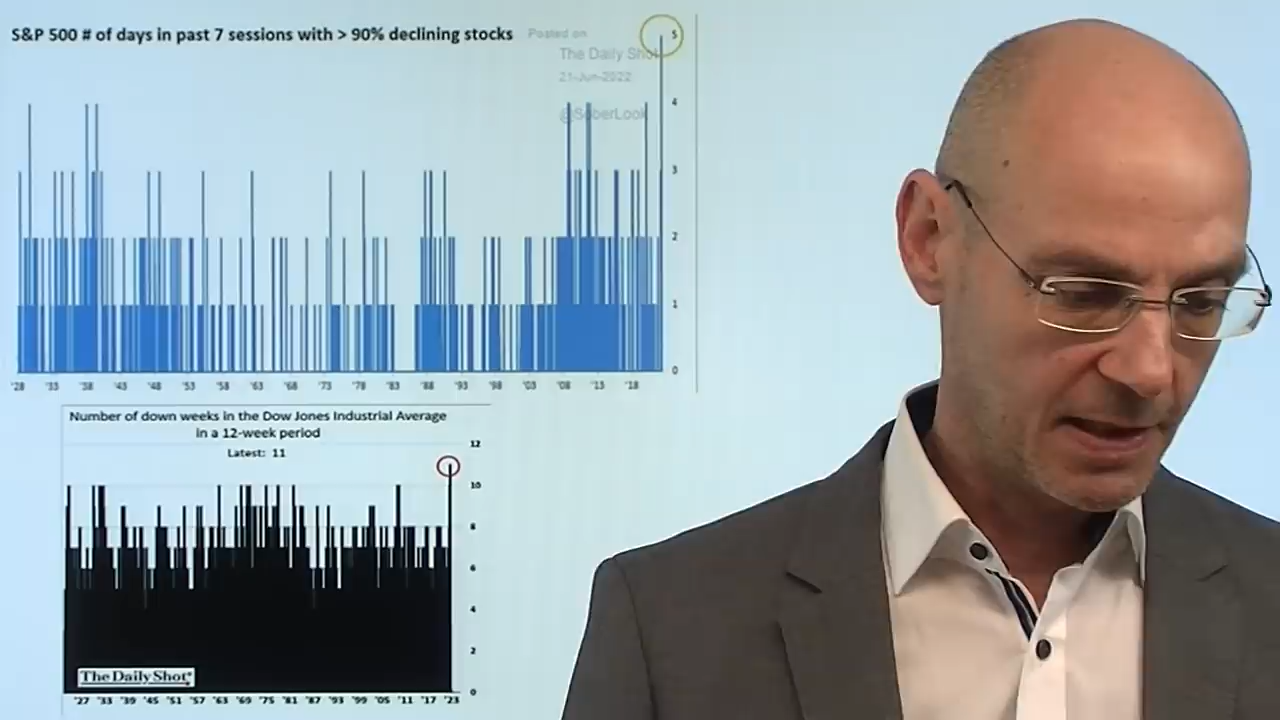 S&P 500 # of days in past 7 sessions with > 90% declining stocks
Posted on
The Daily Shot
21-Jun-2022
@SoberLook
5
4
3
2
1
0
'28 '33 '38 '43 '48 '53 '58 '63 '68 '73 '78 '83 '88 '93 '98 '03 '08 '13 '18
Number of down weeks in the Dow Jones Industrial Average
in a 12-week period
Latest: 11
12
10
8
6
4
2
0
The Daily Shot
'27 '33 '39 '45 '51 '57 '63 '69 '75 '81 '87 '93 '99 '05 '11 '17 '23